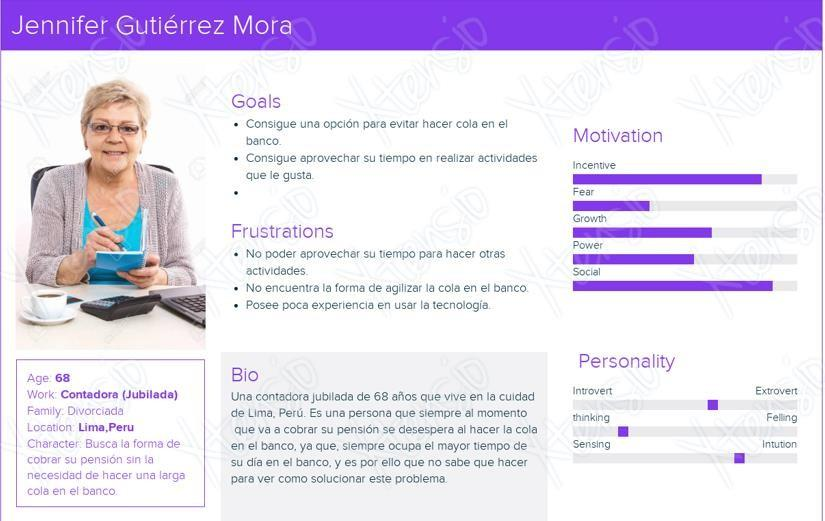 Jennifer Gutiérrez Mora
Goals
Consigue una opción para evitar hacer cola en el
banco.
Consigue aprovechar su tiempo en realizar actividades
que le gusta.
Frustrations
No poder aprovechar su tiempo para hacer otras
actividades.
No encuentra la forma de agilizar la cola en el banco.
Posee poca experiencia en usar la tecnología.
Motivation
Incentive
Fear
Growth
Power
Social
Age: 68
Work: Contadora (Jubilada)
Family: Divorciada
Location: Lima,Peru
Character: Busca la forma de
cobrar su pensión sin la
necesidad de hacer una larga
cola en el banco.
Bio
Una contadora jubilada de 68 años que vive en la cuidad
de Lima, Perú. Es una persona que siempre al momento
que va a cobrar su pensión se desespera al hacer la cola
en el banco, ya que, siempre ocupa el mayor tiempo de
su día en el banco, y es por ello que no sabe que hacer
para ver como solucionar este problema.
Personality
Introvert Extrovert
thinking Felling
Sensing Intution
xtensio